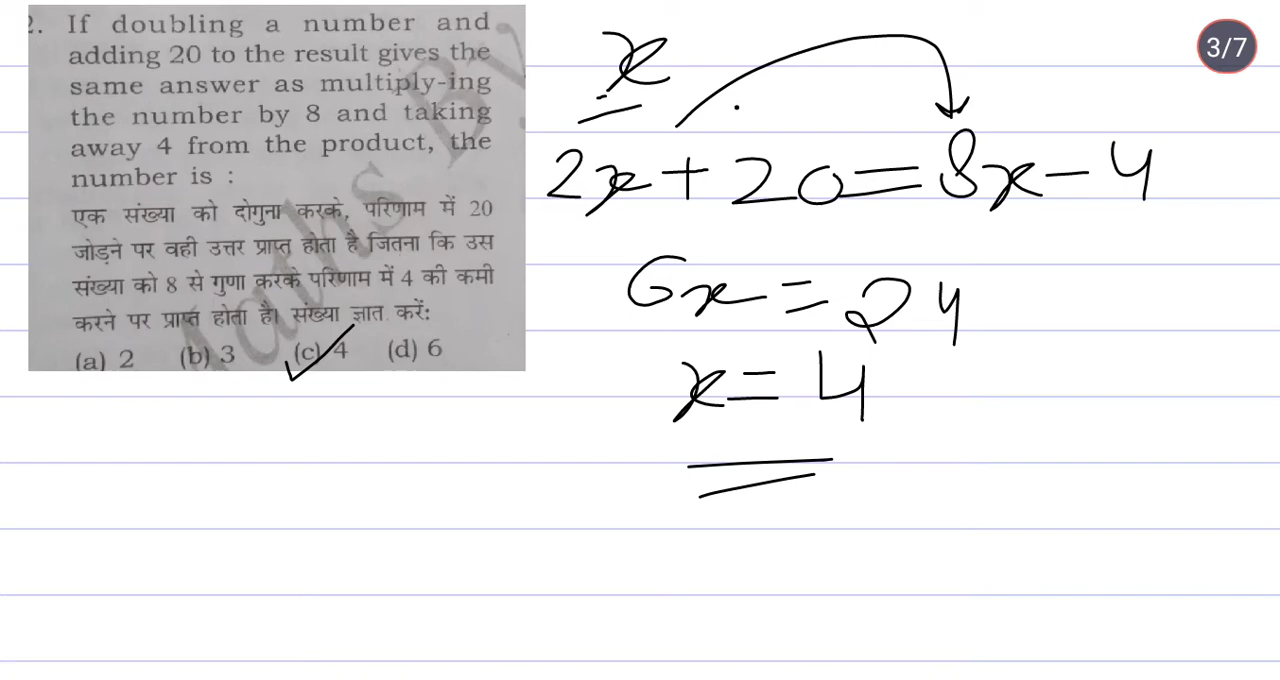 2. If doubling a number and
adding 20 to the result gives the
same answer as multiply-ing
the number by 8 and taking
away 4 from the product, the
number is :
एक संख्या को दोगुना करके, परिणाम में 20
जोड़ने पर वही उत्तर प्राप्त होता है जितना कि उस
संख्या को 8 से गुणा करके परिणाम में 4 की कमी
करने पर प्राप्त होता है। संख्या ज्ञात करें:
(a) 2 (b) 3 (c) 4 (d) 6
Maths By
x
2x + 20 = 8x - 4
6x = 24
x = 4
3/7